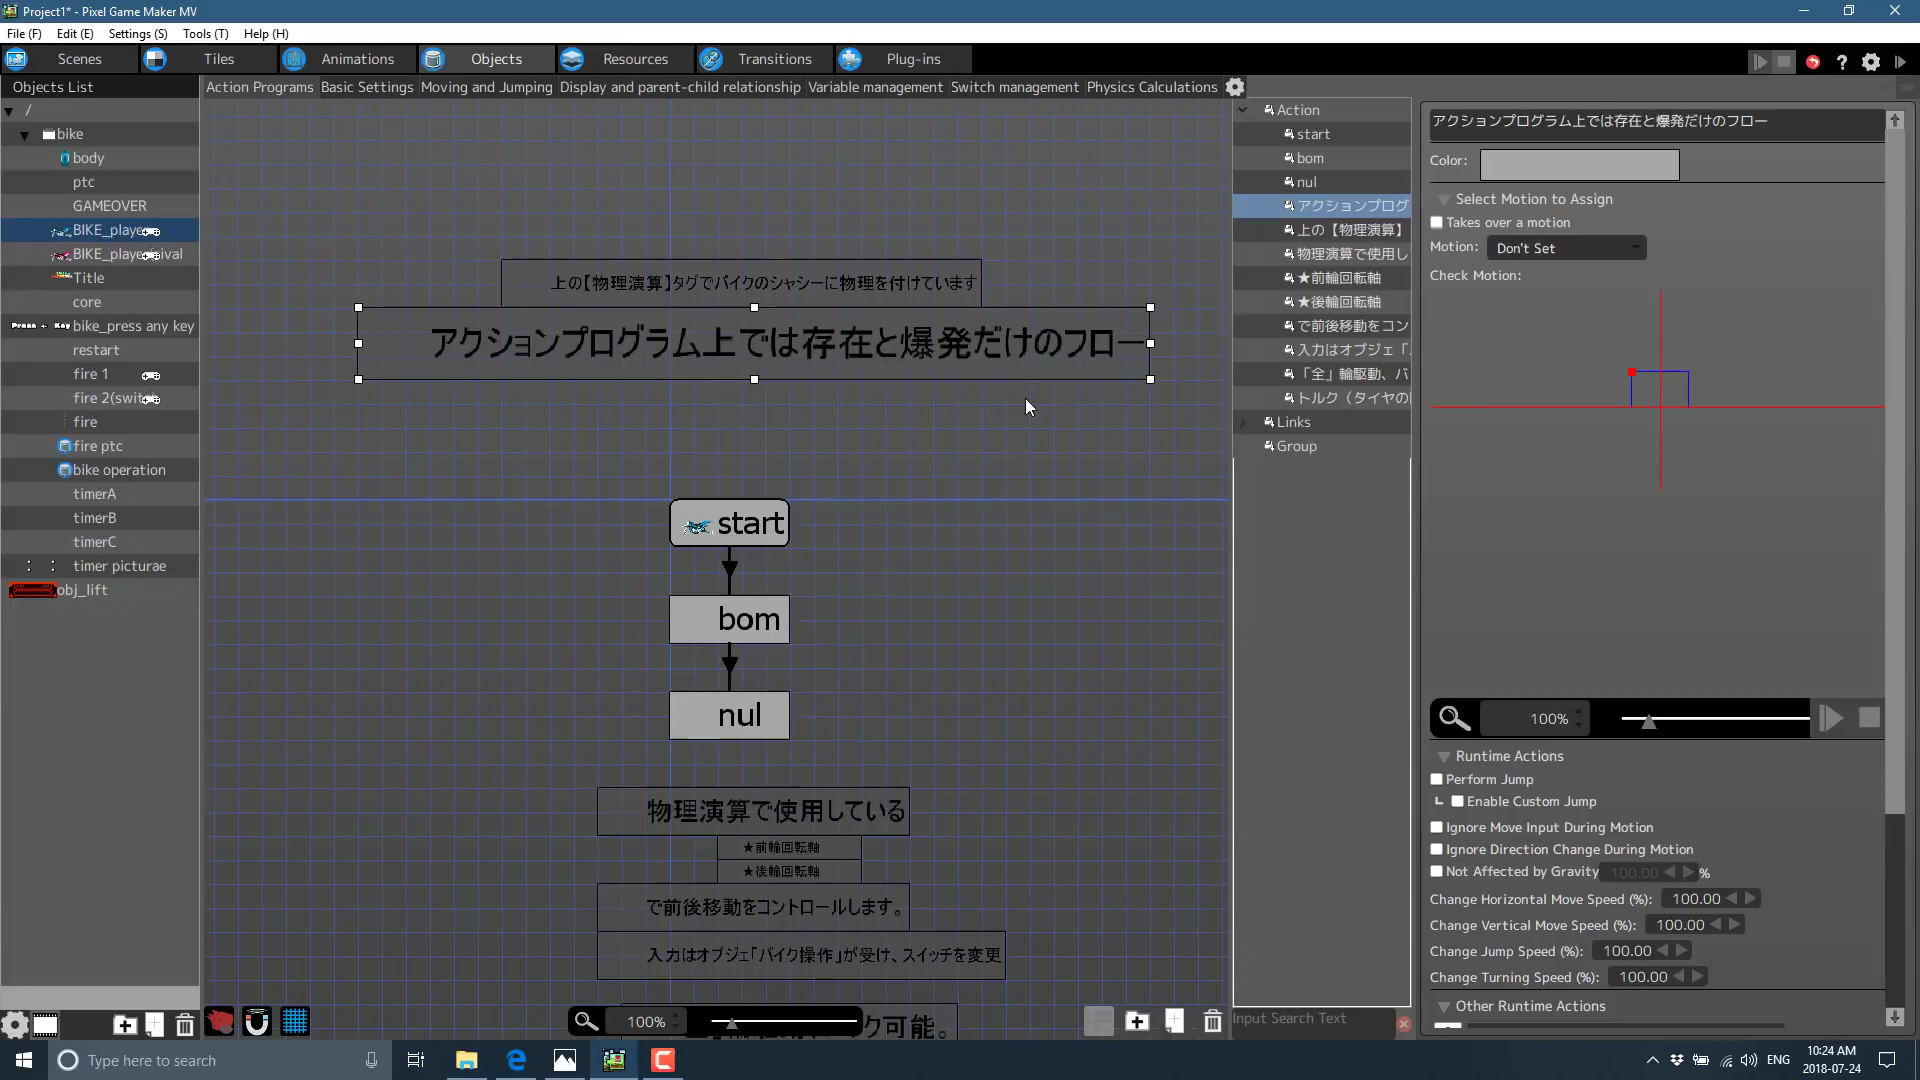 Project1* - Pixel Game Maker MV
File (F) Edit (E) Settings (S) Tools (T) Help (H)
Scenes Tiles Animations Objects Resources Transitions Plug-ins
Objects List
Action Programs Basic Settings Moving and Jumping Display and parent-child relationship Variable management Switch management Physics Calculations
/
bike
body
ptc
GAMEOVER
BIKE_playe
BIKE_player ival
Title
core
bike_press any key
restart
fire 1
fire 2(swit
fire
fire ptc
bike operation
timerA
timerB
timerC
timer picturae
obj_lift
上の【物理演算】タグでバイクのシャシーに物理を付けています
アクションプログラム上では存在と爆発だけのフロー
start
bom
nul
物理演算で使用している
★前輪回転軸
★後輪回転軸
で前後移動をコントロールします。
入力はオブジェ「バイク操作」が受け、スイッチを変更
ク可能。
100%
Action
start
bom
nul
アクションプログ
上の【物理演算】
物理演算で使用し
★前輪回転軸
★後輪回転軸
で前後移動をコン
入力はオブジェ「
「全」輪駆動、バ
トルク（タイヤの
Links
Group
Input Search Text
アクションプログラム上では存在と爆発だけのフロー
Color:
Select Motion to Assign
Takes over a motion
Motion: Don't Set
Check Motion:
100%
Runtime Actions
Perform Jump
Enable Custom Jump
Ignore Move Input During Motion
Ignore Direction Change During Motion
Not Affected by Gravity 100.00 %
Change Horizontal Move Speed (%): 100.00
Change Vertical Move Speed (%): 100.00
Change Jump Speed (%): 100.00
Change Turning Speed (%): 100.00
Other Runtime Actions
Type here to search
ENG
10:24 AM
2018-07-24